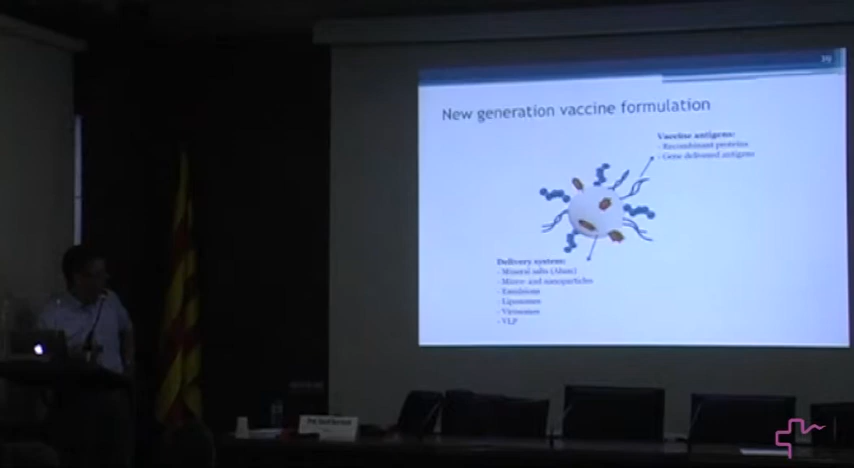 New generation vaccine formulation
Vaccine antigens:
- Recombinant proteins
- Gene delivered antigens
Delivery system:
- Mineral salts (Alum)
- Micro- and nanoparticles
- Emulsions
- Liposomes
- Virosomes
- VLP